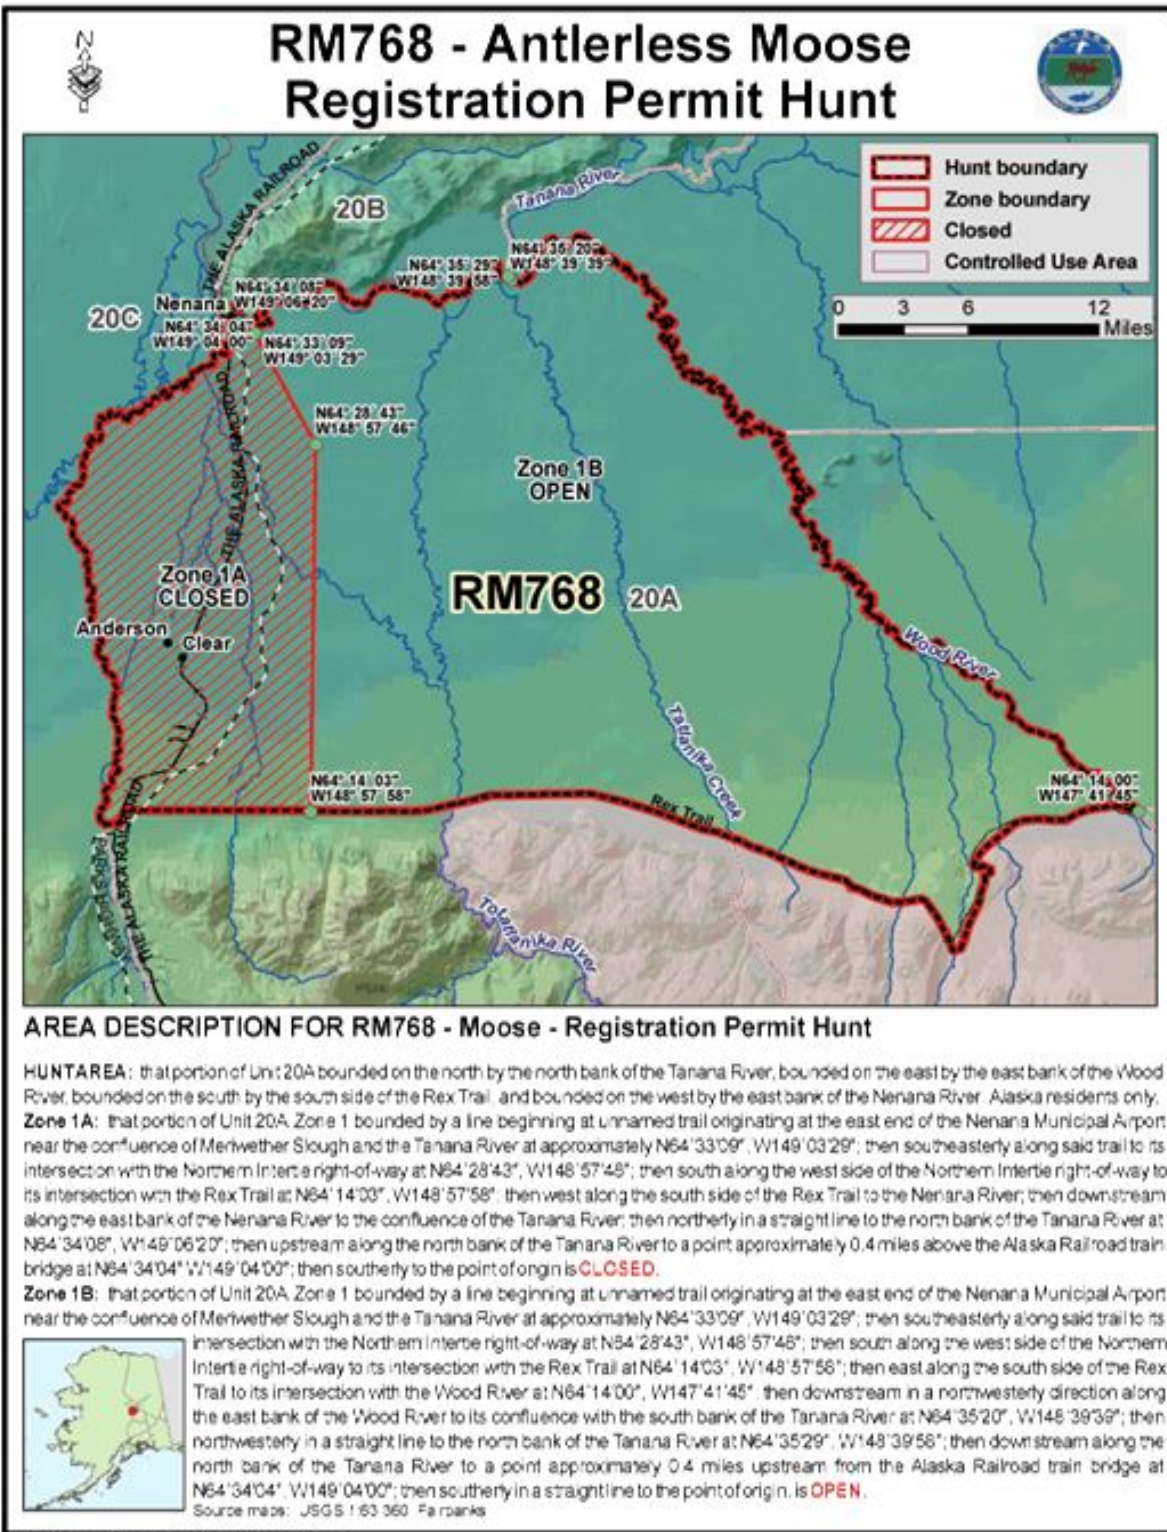 N
RM768 - Antlerless Moose
Registration Permit Hunt
THE ALASKA RAILROAD
20B
Tanana River
Hunt boundary
Zone boundary
Closed
Controlled Use Area
0 3 6 12
Miles
N64° 35' 20"
W148° 39' 39"
N64° 35' 29"
W148° 39' 58"
N64° 34' 08"
W149° 06' 20"
Nenana
20C
N64° 34' 04"
W149° 04' 00"
N64° 33' 09"
W149° 03' 29"
N64° 28' 43"
W148° 57' 46"
THE ALASKA RAILROAD
Zone 1B
OPEN
Zone 1A
CLOSED
RM768
20A
Anderson
Clear
Wood River
Tatlanika Creek
N64° 14' 03"
W148° 57' 58"
N64° 14' 00"
W147° 41' 45"
Rex Trail
THE ALASKA RAILROAD
Totatlanika River
AREA DESCRIPTION FOR RM768 - Moose - Registration Permit Hunt
HUNTAREA: that portion of Unit 20A bounded on the north by the north bank of the Tanana River, bounded on the east by the east bank of the Wood
River, bounded on the south by the south side of the Rex Trail, and bounded on the west by the east bank of the Nenana River. Alaska residents only.
Zone 1A: that portion of Unit 20A Zone 1 bounded by a line beginning at unnamed trail originating at the east end of the Nenana Municipal Airport
near the confluence of Meriwether Slough and the Tanana River at approximately N64°33'09", W149°03'29"; then southeasterly along said trail to its
intersection with the Northern Intertie right-of-way at N64°28'43", W148°57'46"; then south along the west side of the Northern Intertie right-of-way to
its intersection with the Rex Trail at N64°14'03", W148°57'58"; then west along the south side of the Rex Trail to the Nenana River; then downstream
along the east bank of the Nenana River to the confluence of the Tanana River; then northerly in a straight line to the north bank of the Tanana River at
N64°34'08", W149°06'20"; then upstream along the north bank of the Tanana River to a point approximately 0.4 miles above the Alaska Railroad train
bridge at N64°34'04" W149°04'00"; then southerly to the point of origin is CLOSED.
Zone 1B: that portion of Unit 20A Zone 1 bounded by a line beginning at unnamed trail originating at the east end of the Nenana Municipal Airport
near the confluence of Meriwether Slough and the Tanana River at approximately N64°33'09", W149°03'29"; then southeasterly along said trail to its
intersection with the Northern Intertie right-of-way at N64°28'43", W148°57'46"; then south along the west side of the Northern
Intertie right-of-way to its intersection with the Rex Trail at N64°14'03", W148°57'58"; then east along the south side of the Rex
Trail to its intersection with the Wood River at N64°14'00", W147°41'45"; then downstream in a northwesterly direction along
the east bank of the Wood River to its confluence with the south bank of the Tanana River at N64°35'20", W148°39'39"; then
northwesterly in a straight line to the north bank of the Tanana River at N64°35'29", W148°39'58"; then downstream along the
north bank of the Tanana River to a point approximately 0.4 miles upstream from the Alaska Railroad train bridge at
N64°34'04", W149°04'00"; then southerly in a straight line to the point of origin. is OPEN.
Source maps: USGS 1:63 360 Fairbanks